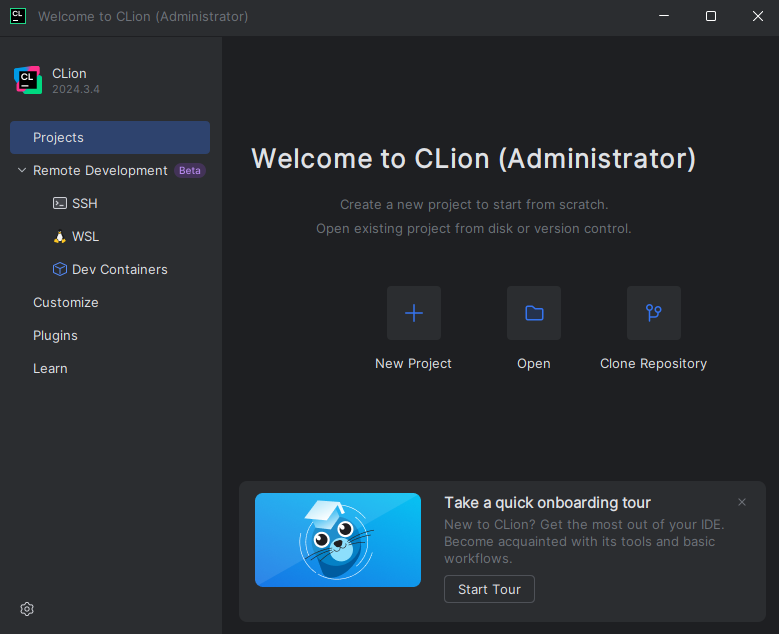 CL Welcome to CLion (Administrator)
CL CLion
2024.3.4
Projects
Remote Development Beta
SSH
WSL
Dev Containers
Customize
Plugins
Learn
Welcome to CLion (Administrator)
Create a new project to start from scratch.
Open existing project from disk or version control.
New Project Open Clone Repository
Take a quick onboarding tour
New to CLion? Get the most out of your IDE.
Become acquainted with its tools and basic
workflows.
Start Tour